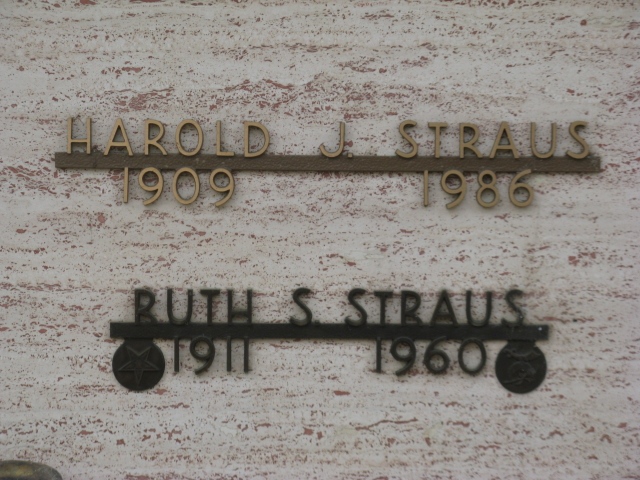 HAROLD J. STRAUS
1909 1986
RUTH S. STRAUS
1911 1960